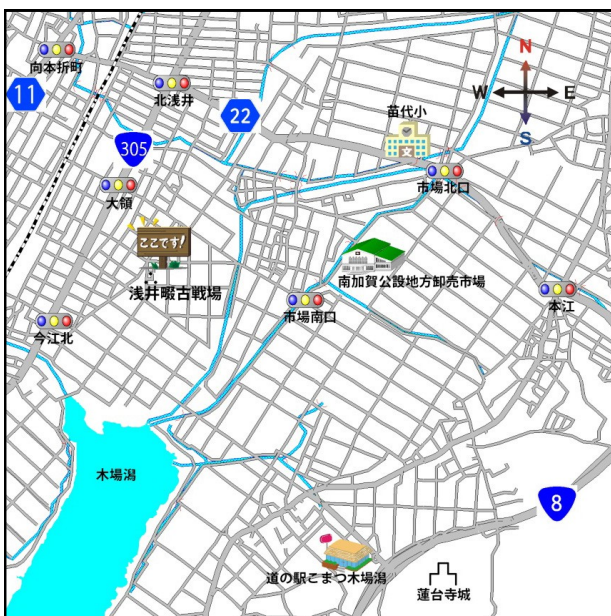 向本折町
11
北浅井
22
N
W
E
S
苗代小
文
305
大領
市場北口
ここです!
浅井畷古戦場
南加賀公設地方卸売市場
市場南口
本江
今江北
木場潟
8
道の駅こまつ木場潟
蓮台寺城